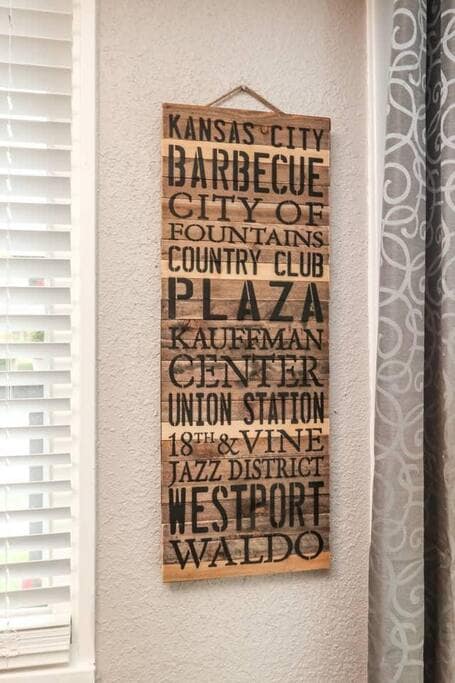 KANSAS CITY
BARBECUE
CITY OF
FOUNTAINS
COUNTRY CLUB
PLAZA
KAUFFMAN
CENTER
UNION STATION
18TH & VINE
JAZZ DISTRICT
WESTPORT
WALDO